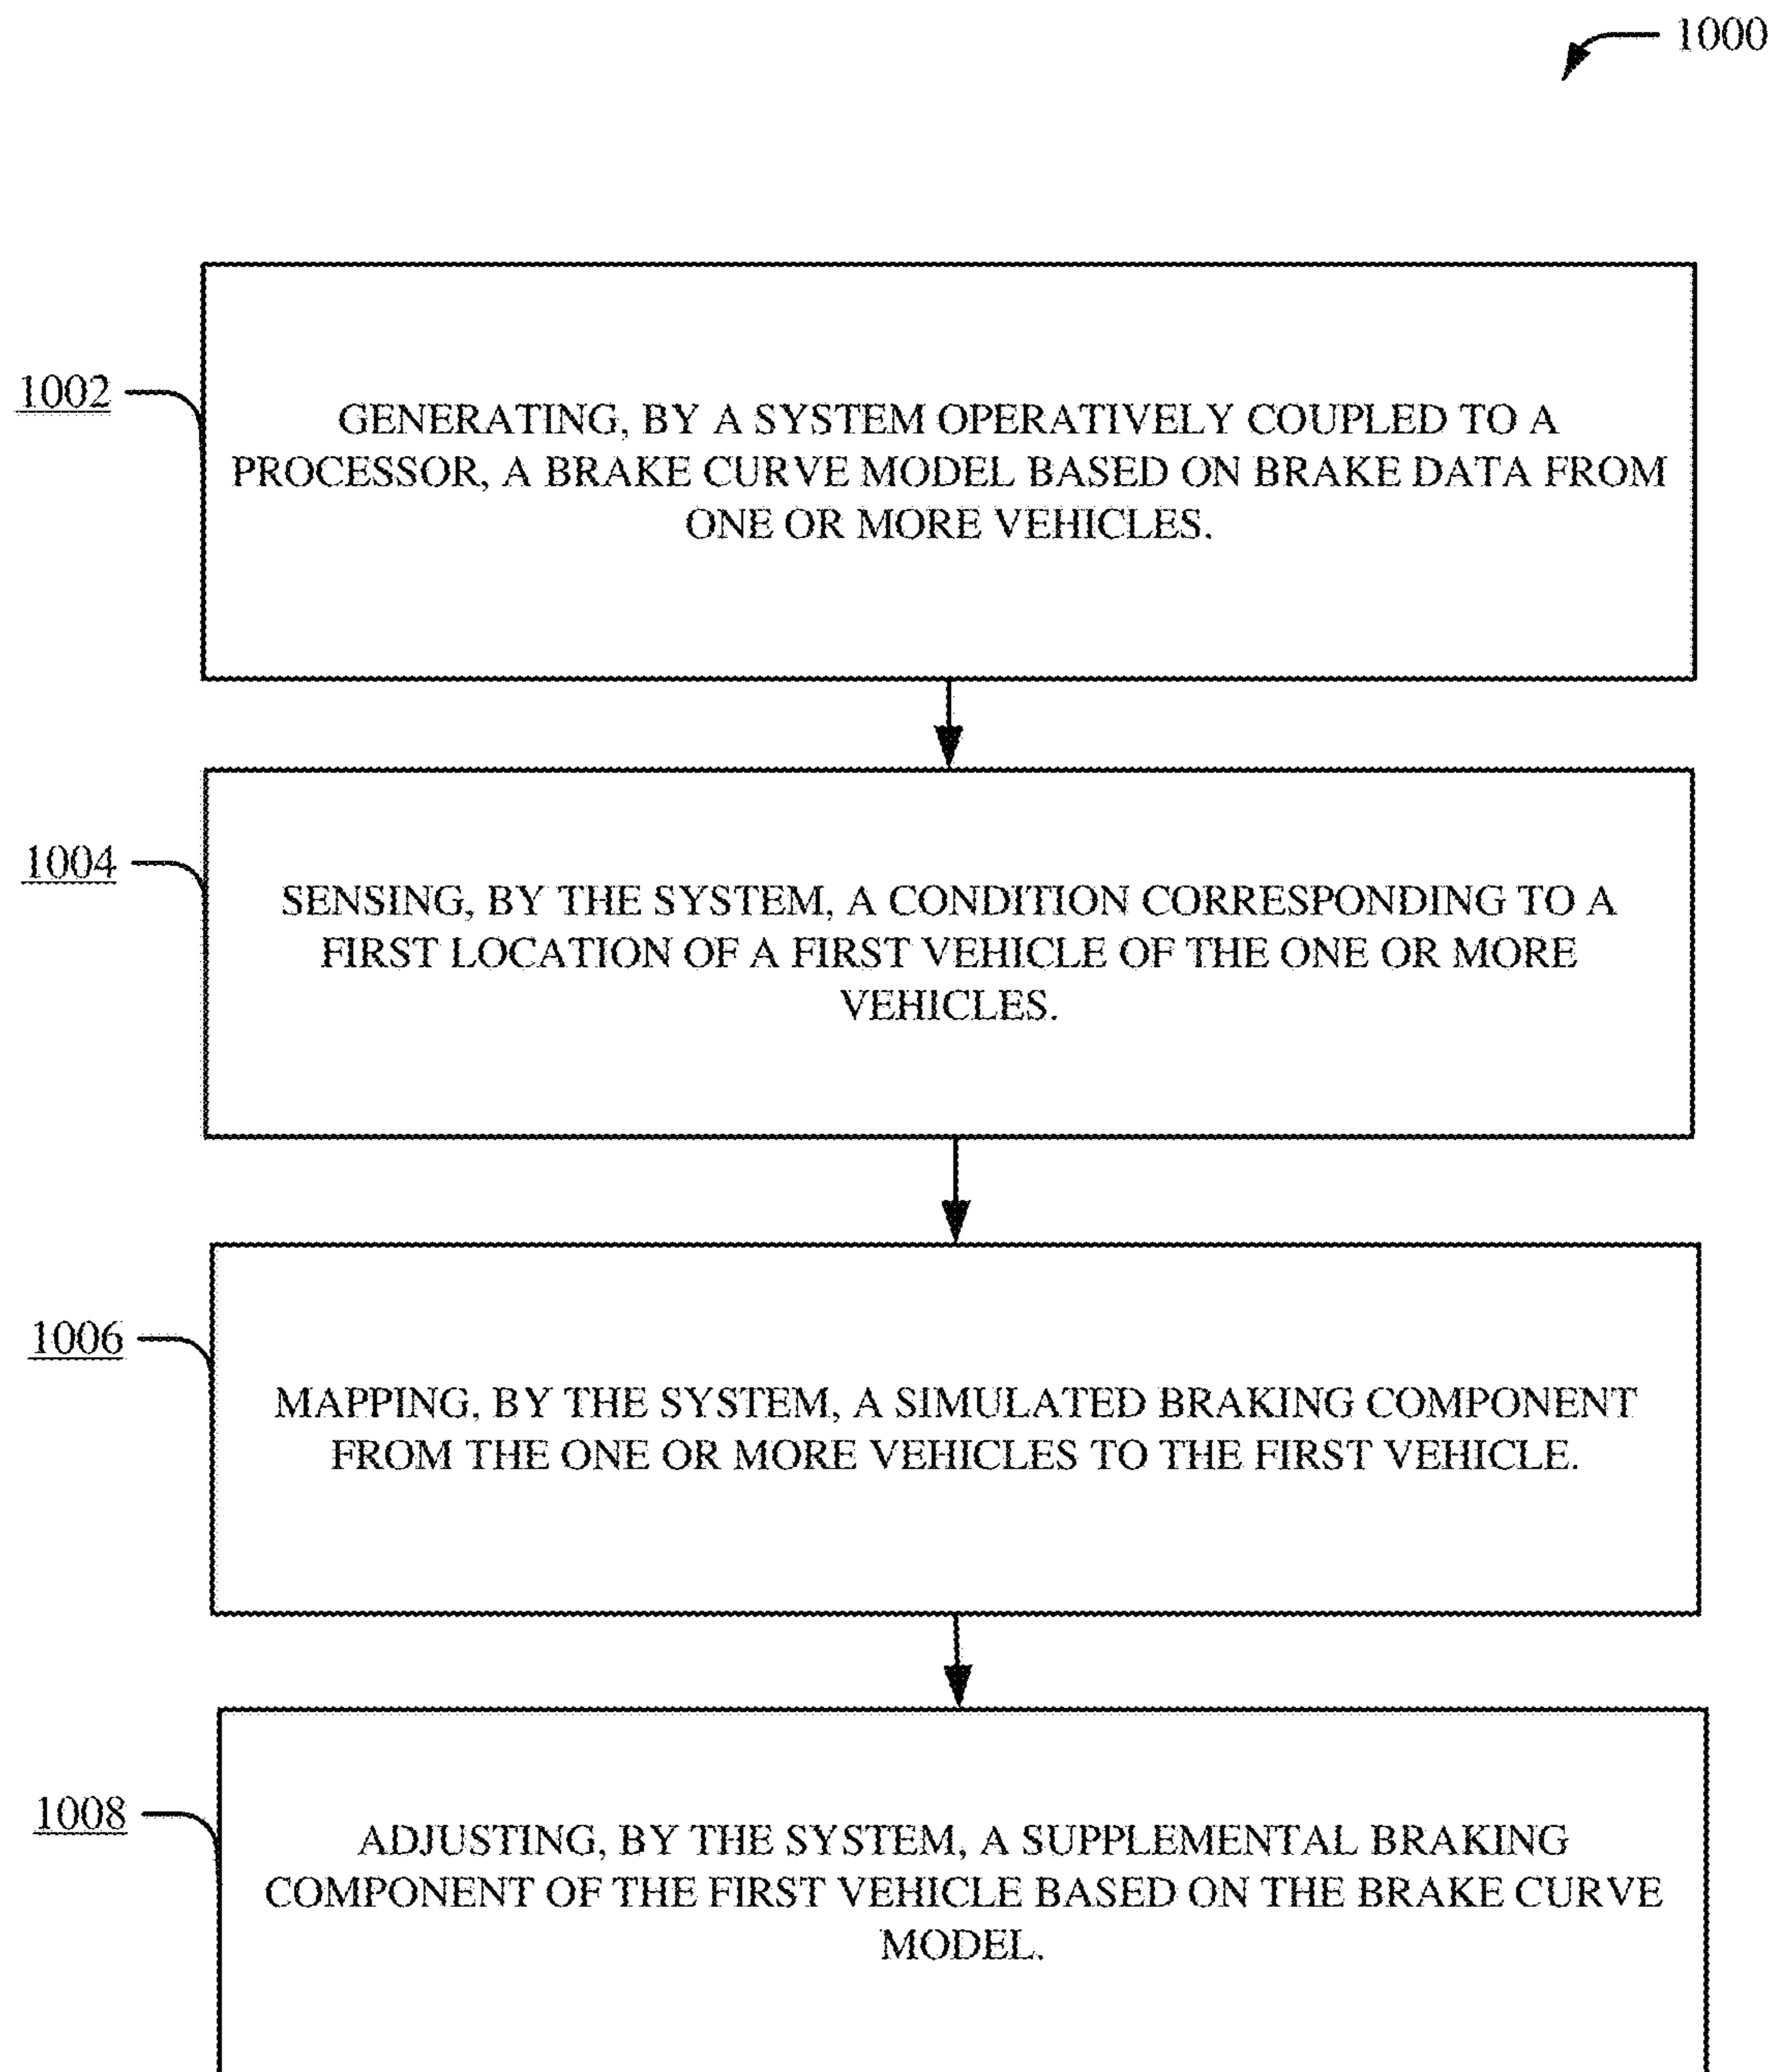 1000
1002
GENERATING, BY A SYSTEM OPERATIVELY COUPLED TO A
PROCESSOR, A BRAKE CURVE MODEL BASED ON BRAKE DATA FROM
ONE OR MORE VEHICLES.
1004
SENSING, BY THE SYSTEM, A CONDITION CORRESPONDING TO A
FIRST LOCATION OF A FIRST VEHICLE OF THE ONE OR MORE
VEHICLES.
1006
MAPPING, BY THE SYSTEM, A SIMULATED BRAKING COMPONENT
FROM THE ONE OR MORE VEHICLES TO THE FIRST VEHICLE.
1008
ADJUSTING, BY THE SYSTEM, A SUPPLEMENTAL BRAKING
COMPONENT OF THE FIRST VEHICLE BASED ON THE BRAKE CURVE
MODEL.